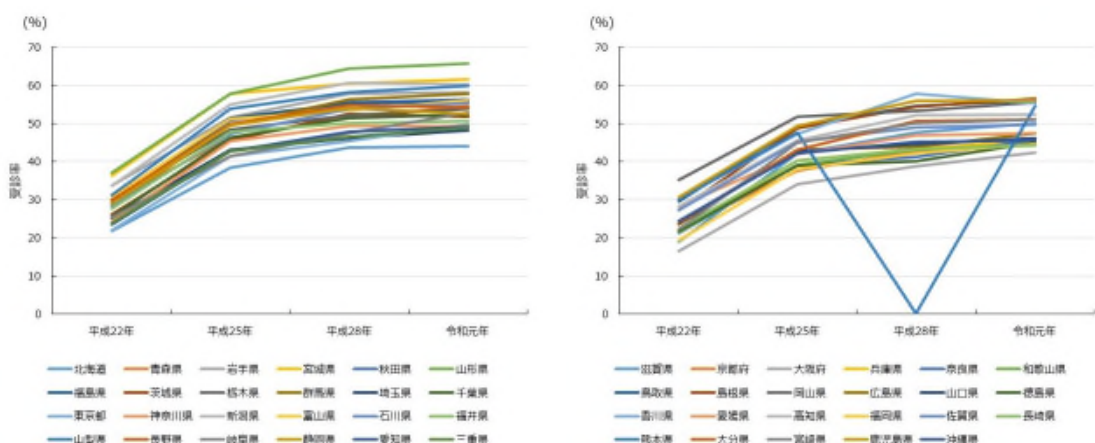 (%)
70
60
50
40
30
20
10
0
受診率
平成22年 平成25年 平成28年 令和元年
北海道 青森県 岩手県 宮城県 秋田県 山形県
福島県 茨城県 栃木県 群馬県 埼玉県 千葉県
東京都 神奈川県 新潟県 富山県 石川県 福井県
山梨県 長野県 岐阜県 静岡県 愛知県 三重県
(%)
70
60
50
40
30
20
10
0
受診率
平成22年 平成25年 平成28年 令和元年
滋賀県 京都府 大阪府 兵庫県 奈良県 和歌山県
鳥取県 島根県 岡山県 広島県 山口県 徳島県
香川県 愛媛県 高知県 福岡県 佐賀県 長崎県
熊本県 大分県 宮崎県 鹿児島県 沖縄県